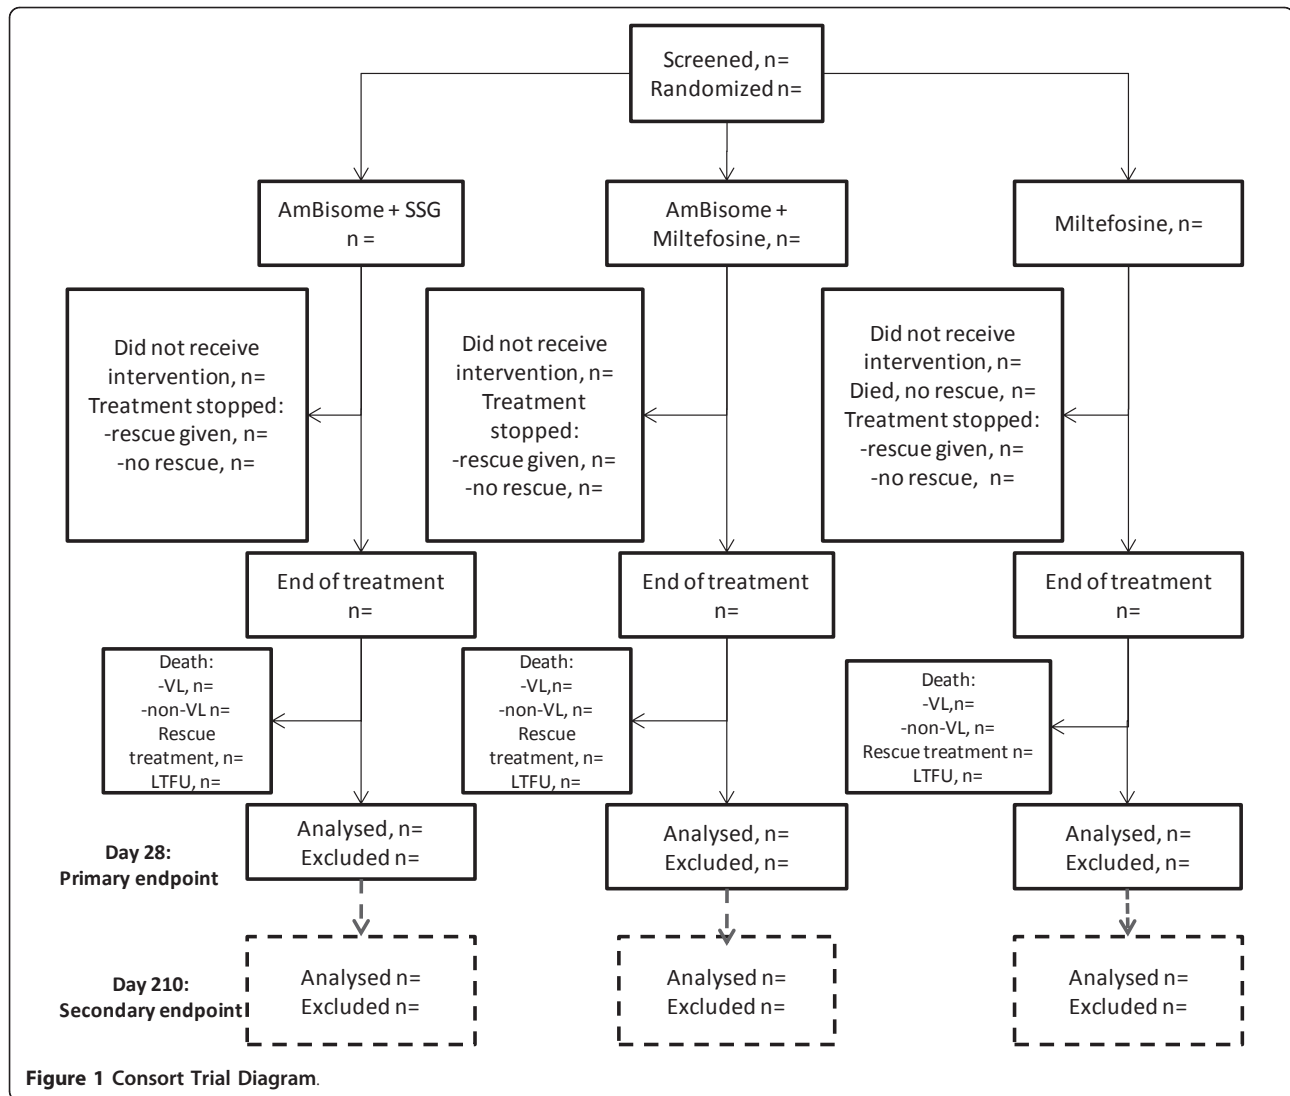 Screened, n=
Randomized n=
AmBisome + SSG
n =
AmBisome +
Miltefosine, n=
Miltefosine, n=
Did not receive
intervention, n=
Treatment stopped:
-rescue given, n=
-no rescue, n=
Did not receive
intervention, n=
Treatment
stopped:
-rescue given, n=
-no rescue, n=
Did not receive
intervention, n=
Died, no rescue, n=
Treatment stopped:
-rescue given, n=
-no rescue, n=
End of treatment
n=
End of treatment
n=
End of treatment
n=
Death:
-VL, n=
-non-VL n=
Rescue
treatment, n=
LTFU, n=
Death:
-VL,n=
-non-VL, n=
Rescue
treatment, n=
LTFU, n=
Death:
-VL,n=
-non-VL, n=
Rescue treatment n=
LTFU, n=
Day 28:
Primary endpoint
Analysed, n=
Excluded n=
Analysed, n=
Excluded, n=
Analysed, n=
Excluded, n=
Day 210:
Secondary endpoint
Analysed n=
Excluded n=
Analysed n=
Excluded n=
Analysed n=
Excluded n=
Figure 1 Consort Trial Diagram.